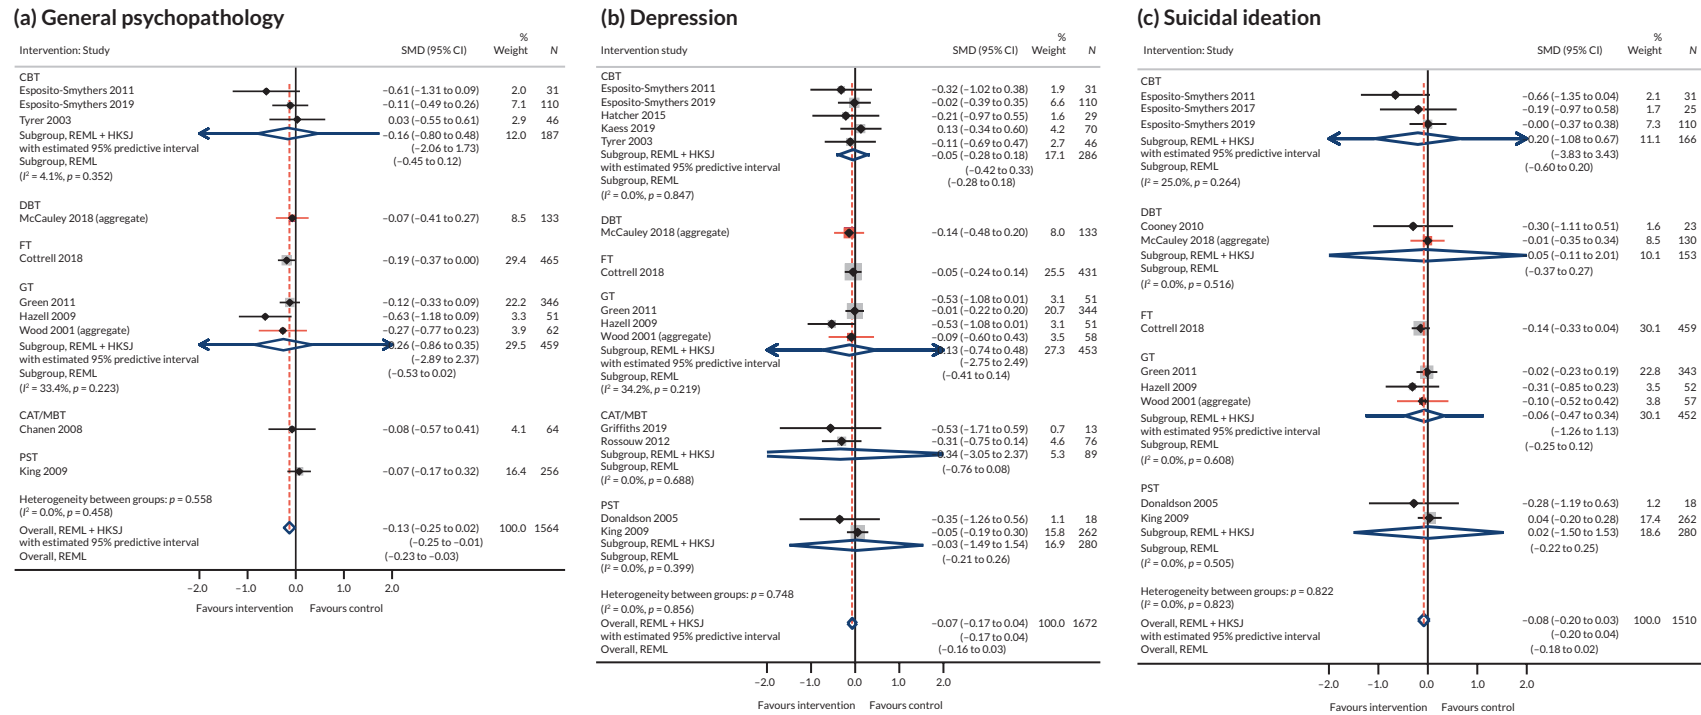 (a) General psychopathology
%
Intervention: Study SMD (95% CI) Weight N
CBT
Esposito-Smythers 2011 −0.61 (−1.31 to 0.09) 2.0 31
Esposito-Smythers 2019 −0.11 (−0.49 to 0.26) 7.1 110
Tyrer 2003 0.03 (−0.55 to 0.61) 2.9 46
Subgroup, REML + HKSJ −0.16 (−0.80 to 0.48) 12.0 187
with estimated 95% predictive interval (−2.06 to 1.73)
Subgroup, REML (−0.45 to 0.12)
(I² = 4.1%, p = 0.352)
DBT
McCauley 2018 (aggregate) −0.07 (−0.41 to 0.27) 8.5 133
FT
Cottrell 2018 −0.19 (−0.37 to 0.00) 29.4 465
GT
Green 2011 −0.12 (−0.33 to 0.09) 22.2 346
Hazell 2009 −0.63 (−1.18 to 0.09) 3.3 51
Wood 2001 (aggregate) −0.27 (−0.77 to 0.23) 3.9 62
Subgroup, REML + HKSJ .26 (−0.86 to 0.35) 29.5 459
with estimated 95% predictive interval (−2.89 to 2.37)
Subgroup, REML (−0.53 to 0.02)
(I² = 33.4%, p = 0.223)
CAT/MBT
Chanen 2008 −0.08 (−0.57 to 0.41) 4.1 64
PST
King 2009 −0.07 (−0.17 to 0.32) 16.4 256
Heterogeneity between groups: p = 0.558
(I² = 0.0%, p = 0.458)
Overall, REML + HKSJ −0.13 (−0.25 to 0.02) 100.0 1564
with estimated 95% predictive interval (−0.25 to −0.01)
Overall, REML (−0.23 to −0.03)
−2.0 −1.0 0.0 1.0 2.0
Favours intervention Favours control
(b) Depression
%
Intervention study SMD (95% CI) Weight N
CBT
Esposito-Smythers 2011 −0.32 (−1.02 to 0.38) 1.9 31
Esposito-Smythers 2019 −0.02 (−0.39 to 0.35) 6.6 110
Hatcher 2015 −0.21 (−0.97 to 0.55) 1.6 29
Kaess 2019 0.13 (−0.34 to 0.60) 4.2 70
Tyrer 2003 −0.11 (−0.69 to 0.47) 2.7 46
Subgroup, REML + HKSJ −0.05 (−0.28 to 0.18) 17.1 286
with estimated 95% predictive interval (−0.42 to 0.33)
Subgroup, REML (−0.28 to 0.18)
(I² = 0.0%, p = 0.847)
DBT
McCauley 2018 (aggregate) −0.14 (−0.48 to 0.20) 8.0 133
FT
Cottrell 2018 −0.05 (−0.24 to 0.14) 25.5 431
GT −0.53 (−1.08 to 0.01) 3.1 51
Green 2011 −0.01 (−0.22 to 0.20) 20.7 344
Hazell 2009 −0.53 (−1.08 to 0.01) 3.1 51
Wood 2001 (aggregate) −0.09 (−0.60 to 0.43) 3.5 58
Subgroup, REML + HKSJ .13 (−0.74 to 0.48) 27.3 453
with estimated 95% predictive interval (−2.75 to 2.49)
Subgroup, REML (−0.41 to 0.14)
(I² = 34.2%, p = 0.219)
CAT/MBT
Griffiths 2019 −0.53 (−1.71 to 0.59) 0.7 13
Rossouw 2012 −0.31 (−0.75 to 0.14) 4.6 76
Subgroup, REML + HKSJ .34 (−3.05 to 2.37) 5.3 89
Subgroup, REML (−0.76 to 0.08)
(I² = 0.0%, p = 0.688)
PST
Donaldson 2005 −0.35 (−1.26 to 0.56) 1.1 18
King 2009 −0.05 (−0.19 to 0.30) 15.8 262
Subgroup, REML + HKSJ −0.03 (−1.49 to 1.54) 16.9 280
Subgroup, REML (−0.21 to 0.26)
(I² = 0.0%, p = 0.399)
Heterogeneity between groups: p = 0.748
(I² = 0.0%, p = 0.856)
Overall, REML + HKSJ −0.07 (−0.17 to 0.04) 100.0 1672
with estimated 95% predictive interval (−0.17 to 0.04)
Overall, REML (−0.16 to 0.03)
−2.0 −1.0 0.0 1.0 2.0
Favours intervention Favours control
(c) Suicidal ideation
%
Intervention: Study SMD (95% CI) Weight N
CBT
Esposito-Smythers 2011 −0.66 (−1.35 to 0.04) 2.1 31
Esposito-Smythers 2017 −0.19 (−0.97 to 0.58) 1.7 25
Esposito-Smythers 2019 −0.00 (−0.37 to 0.38) 7.3 110
Subgroup, REML + HKSJ 0.20 (−1.08 to 0.67) 11.1 166
with estimated 95% predictive interval (−3.83 to 3.43)
Subgroup, REML (−0.60 to 0.20)
(I² = 25.0%, p = 0.264)
DBT
Cooney 2010 −0.30 (−1.11 to 0.51) 1.6 23
McCauley 2018 (aggregate) −0.01 (−0.35 to 0.34) 8.5 130
Subgroup, REML + HKSJ 0.05 (−0.11 to 2.01) 10.1 153
Subgroup, REML (−0.37 to 0.27)
(I² = 0.0%, p = 0.516)
FT
Cottrell 2018 −0.14 (−0.33 to 0.04) 30.1 459
GT
Green 2011 −0.02 (−0.23 to 0.19) 22.8 343
Hazell 2009 −0.31 (−0.85 to 0.23) 3.5 52
Wood 2001 (aggregate) −0.10 (−0.52 to 0.42) 3.8 57
Subgroup, REML + HKSJ −0.06 (−0.47 to 0.34) 30.1 452
with estimated 95% predictive interval (−1.26 to 1.13)
Subgroup, REML (−0.25 to 0.12)
(I² = 0.0%, p = 0.608)
PST
Donaldson 2005 −0.28 (−1.19 to 0.63) 1.2 18
King 2009 0.04 (−0.20 to 0.28) 17.4 262
Subgroup, REML + HKSJ 0.02 (−1.50 to 1.53) 18.6 280
Subgroup, REML (−0.22 to 0.25)
(I² = 0.0%, p = 0.505)
Heterogeneity between groups: p = 0.822
(I² = 0.0%, p = 0.823)
Overall, REML + HKSJ −0.08 (−0.20 to 0.03) 100.0 1510
with estimated 95% predictive interval (−0.20 to 0.04)
Overall, REML (−0.18 to 0.02)
−2.0 −1.0 0.0 1.0 2.0
Favours intervention Favours control